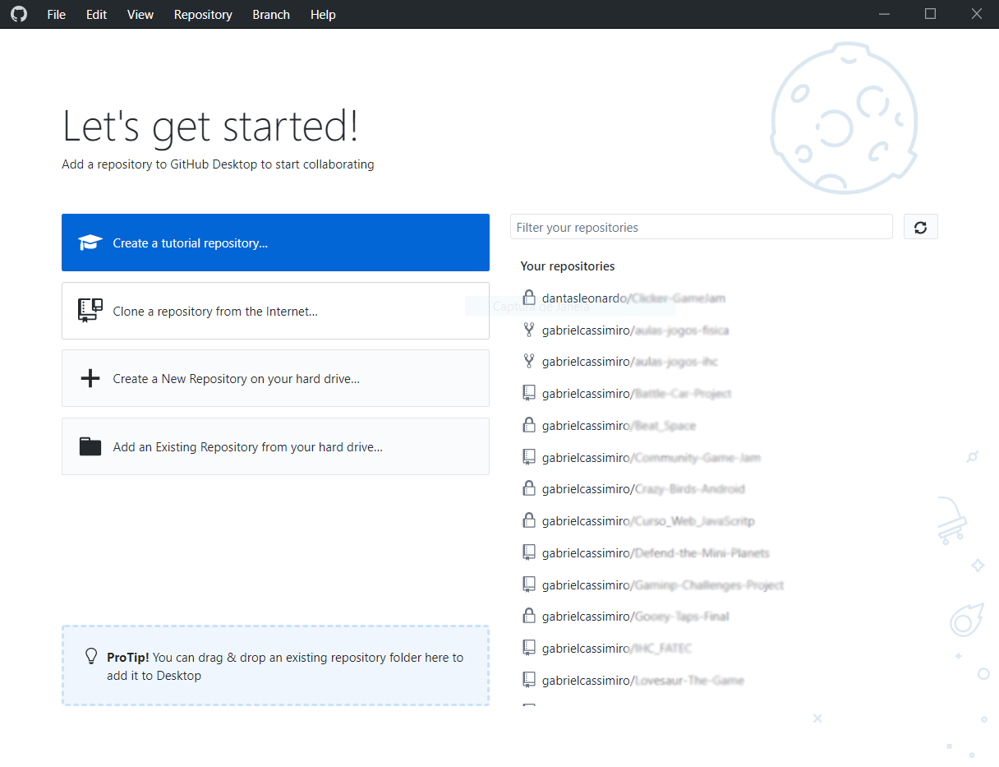 File Edit View Repository Branch Help
Let's get started!
Add a repository to GitHub Desktop to start collaborating
Create a tutorial repository...
Clone a repository from the Internet...
Create a New Repository on your hard drive...
Add an Existing Repository from your hard drive...
ProTip! You can drag & drop an existing repository folder here to
add it to Desktop
Filter your repositories
Your repositories
dantasleonardo/Clicker-GameJam
Captura de Janela
gabrielcassimiro/aulas-jogos-fisica
gabrielcassimiro/aulas-jogos-ihc
gabrielcassimiro/Battle-Car-Project
gabrielcassimiro/Beat_Space
gabrielcassimiro/Community-Game-Jam
gabrielcassimiro/Crazy-Birds-Android
gabrielcassimiro/Curso_Web_JavaScritp
gabrielcassimiro/Defend-the-Mini-Planets
gabrielcassimiro/Gaminp-Challenges-Project
gabrielcassimiro/Gooey-Taps-Final
gabrielcassimiro/IHC_FATEC
gabrielcassimiro/Lovesaur-The-Game